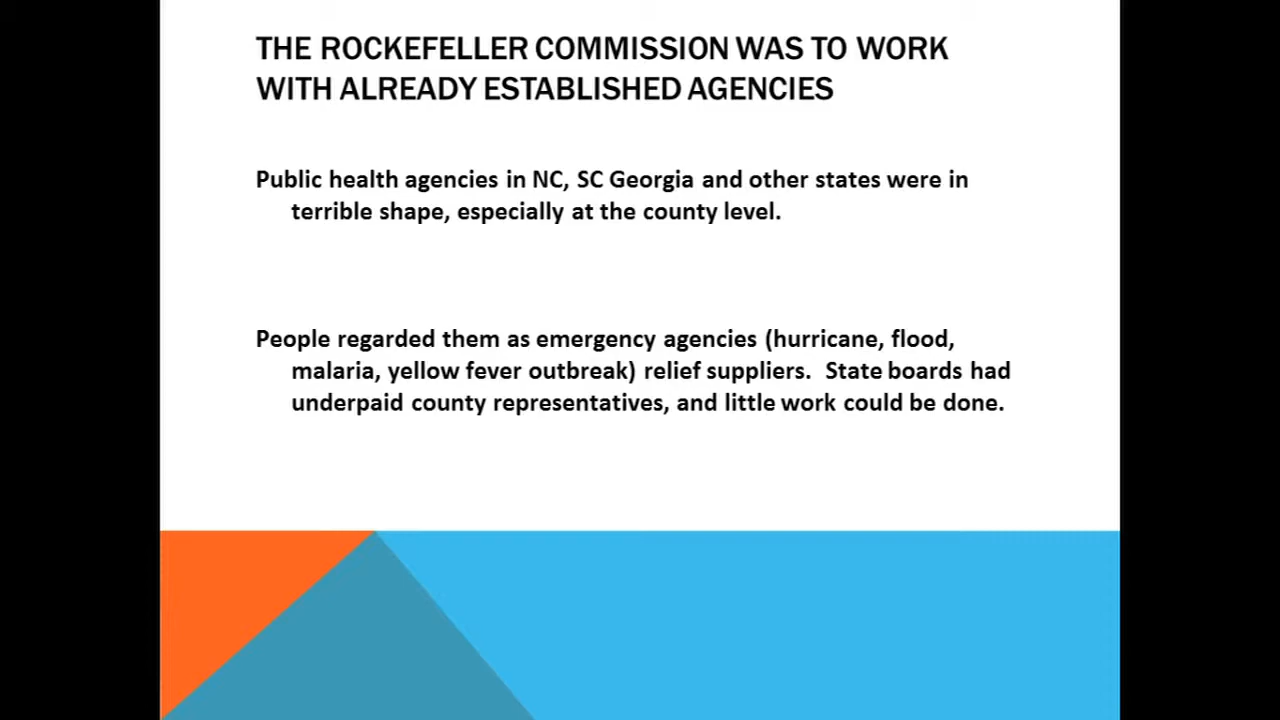 THE ROCKEFELLER COMMISSION WAS TO WORK
WITH ALREADY ESTABLISHED AGENCIES
Public health agencies in NC, SC Georgia and other states were in
terrible shape, especially at the county level.
People regarded them as emergency agencies (hurricane, flood,
malaria, yellow fever outbreak) relief suppliers.  State boards had
underpaid county representatives, and little work could be done.